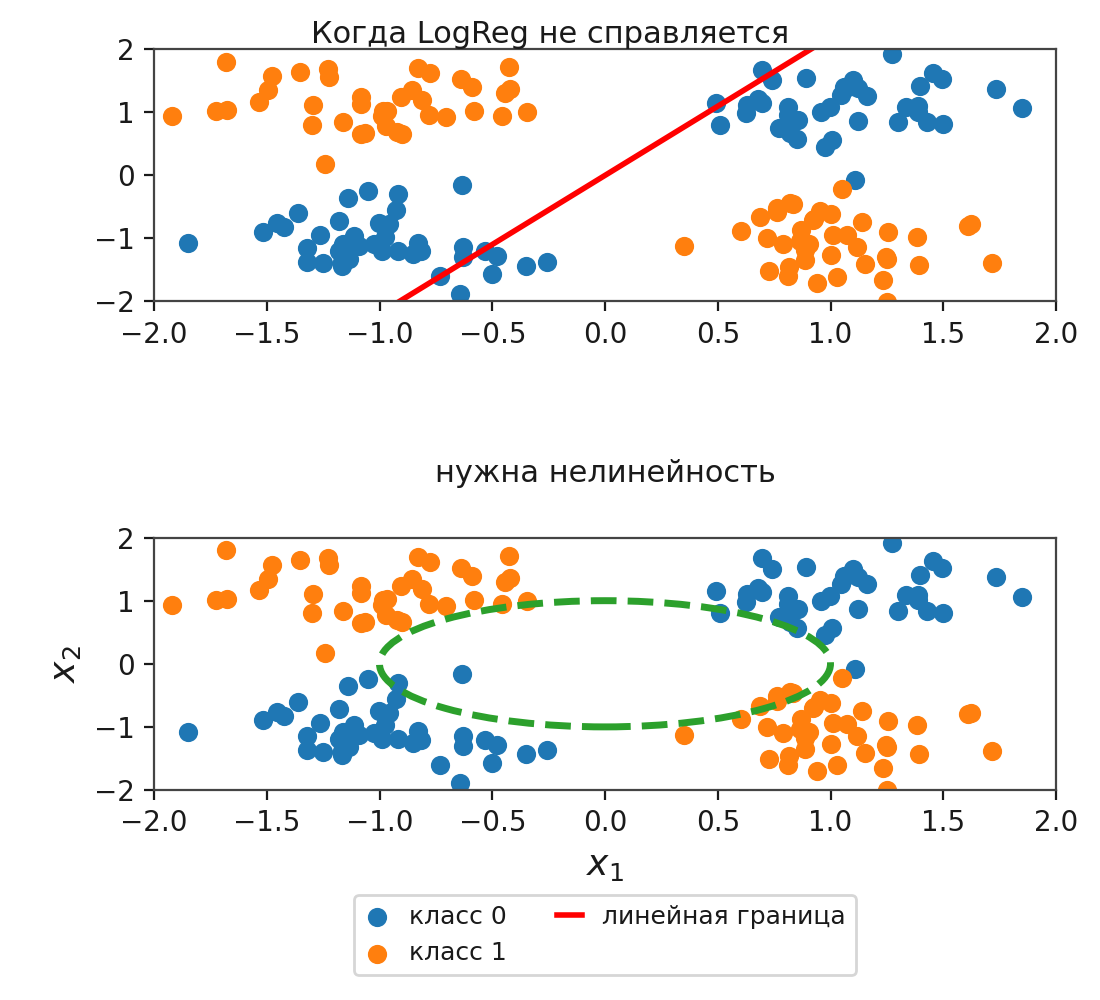 Когда LogReg не справляется
2
1
0
−1
−2
−2.0 −1.5 −1.0 −0.5 0.0 0.5 1.0 1.5 2.0
нужна нелинейность
2
1
0
−1
−2
x₂
−2.0 −1.5 −1.0 −0.5 0.0 0.5 1.0 1.5 2.0
x₁
класс 0 линейная граница
класс 1